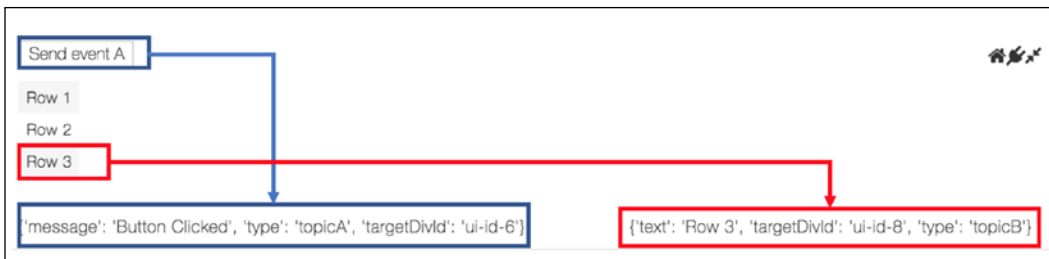 Send event A
Row 1
Row 2
Row 3
{'message': 'Button Clicked', 'type': 'topicA', 'targetDivId': 'ui-id-6'}
{'text': 'Row 3', 'targetDivId': 'ui-id-8', 'type': 'topicB'}